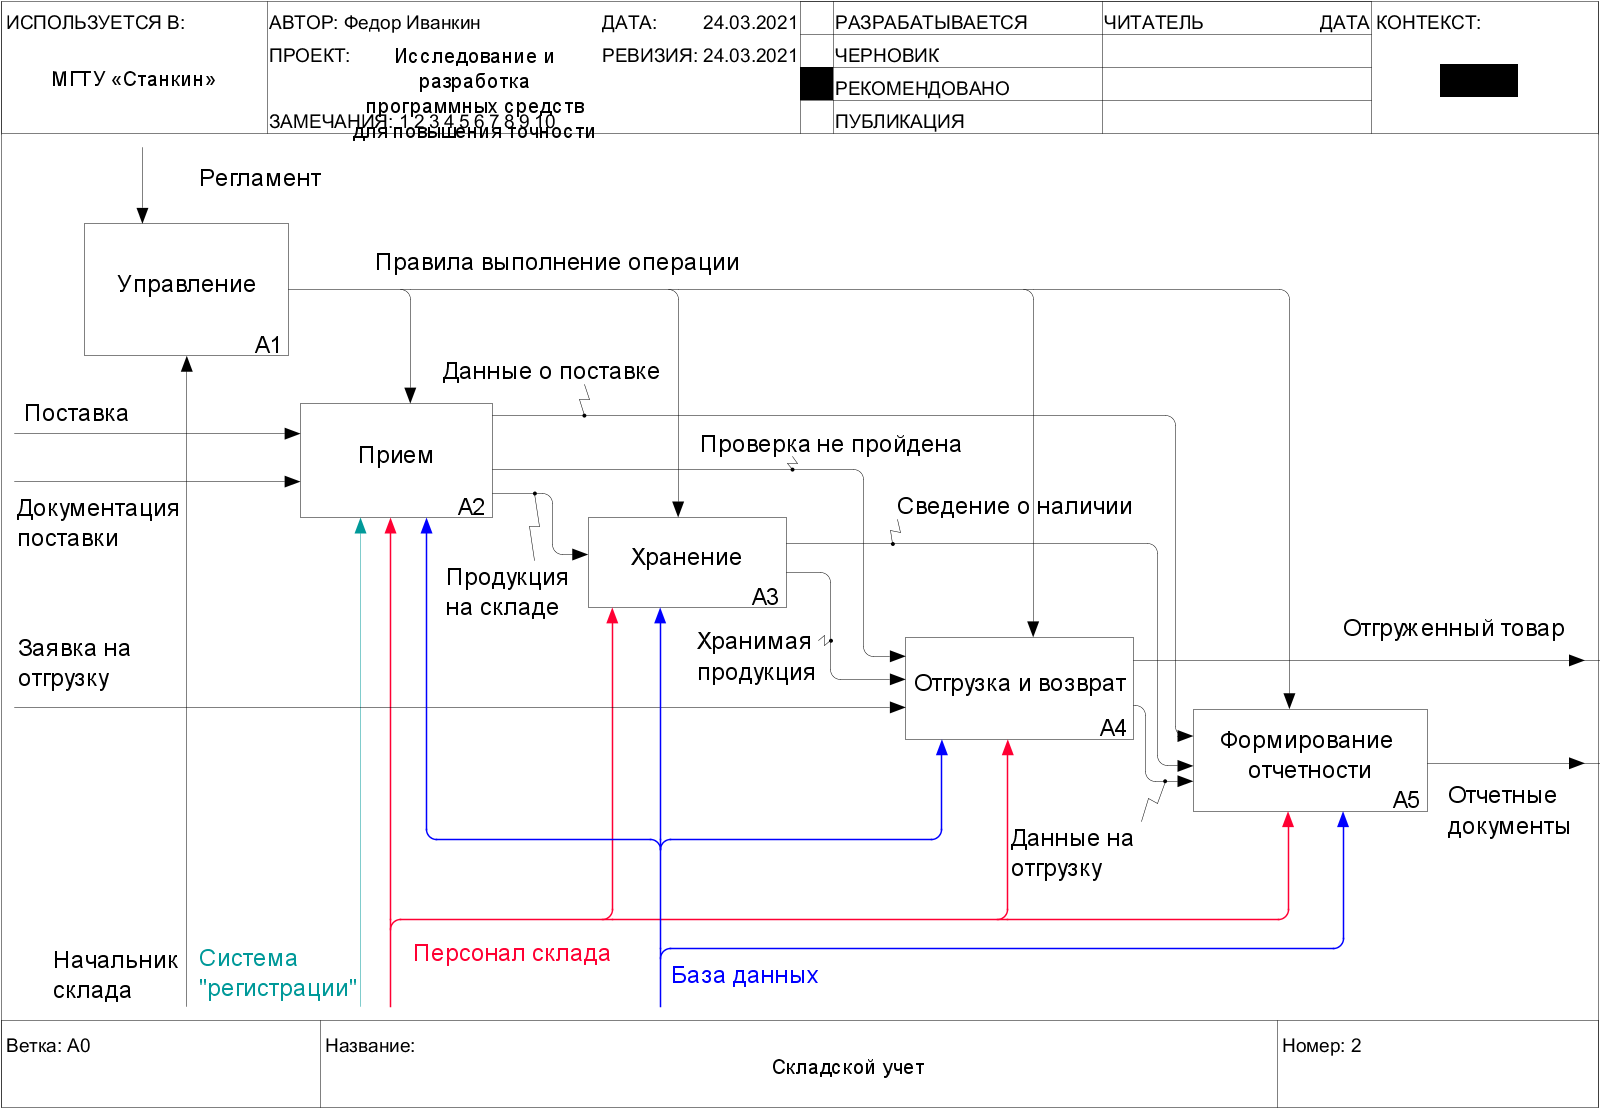 ИСПОЛЬЗУЕТСЯ В:
МГТУ «Станкин»
АВТОР: Федор Иванкин
ДАТА: 24.03.2021
ПРОЕКТ:
Исследование и
разработка
программных средств
для повышения точности
РЕВИЗИЯ: 24.03.2021
ЗАМЕЧАНИЯ: 1 2 3 4 5 6 7 8 9 10
РАЗРАБАТЫВАЕТСЯ
ЧЕРНОВИК
РЕКОМЕНДОВАНО
ПУБЛИКАЦИЯ
ЧИТАТЕЛЬ
ДАТА
КОНТЕКСТ:
Регламент
Управление
A1
Правила выполнение операции
Данные о поставке
Поставка
Прием
A2
Проверка не пройдена
Документация
поставки
Сведение о наличии
Хранение
A3
Продукция
на складе
Заявка на
отгрузку
Хранимая
продукция
Отгруженный товар
Отгрузка и возврат
A4
Формирование
отчетности
A5
Отчетные
документы
Данные на
отгрузку
Начальник
склада
Система
"регистрации"
Персонал склада
База данных
Ветка: A0
Название:
Складской учет
Номер: 2